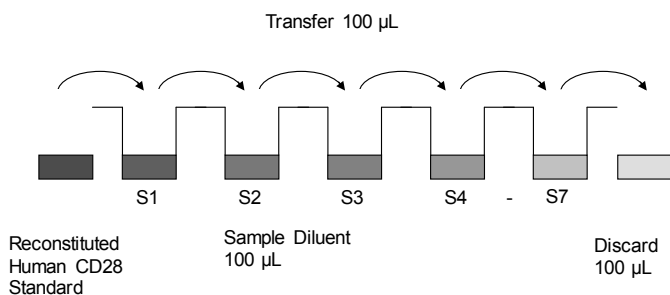 Transfer 100 µL
S1 S2 S3 S4 - S7
Reconstituted
Human CD28
Standard
Sample Diluent
100 µL
Discard
100 µL